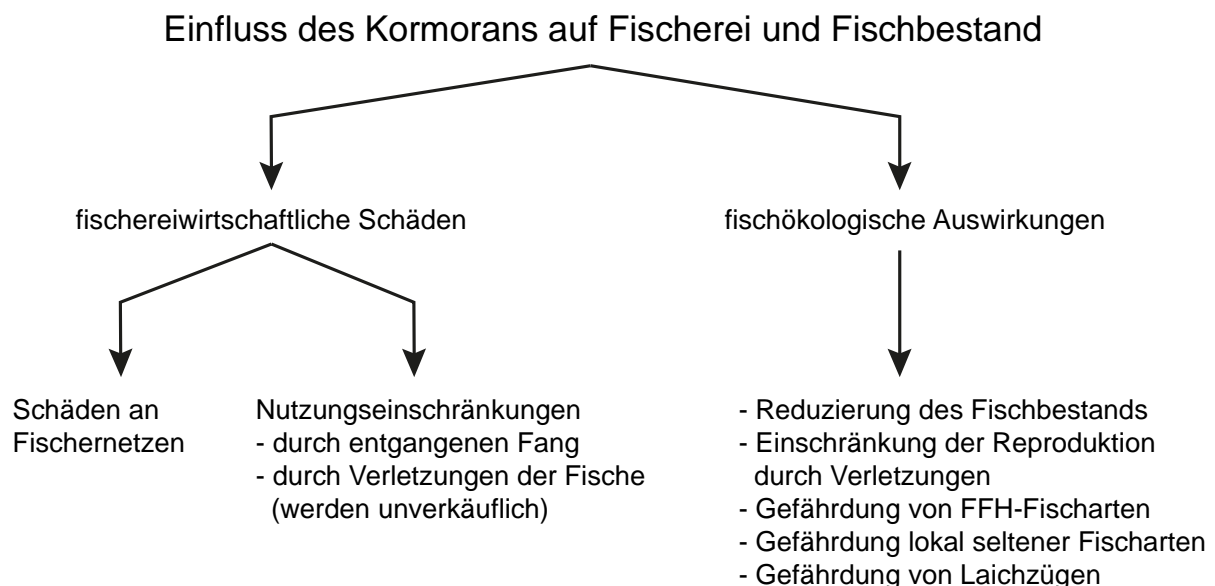 Einfluss des Kormorans auf Fischerei und Fischbestand
fischereiwirtschaftliche Schäden
fischökologische Auswirkungen
Schäden an
Fischernetzen
Nutzungseinschränkungen
- durch entgangenen Fang
- durch Verletzungen der Fische
(werden unverkäuflich)
- Reduzierung des Fischbestands
- Einschränkung der Reproduktion
durch Verletzungen
- Gefährdung von FFH-Fischarten
- Gefährdung lokal seltener Fischarten
- Gefährdung von Laichzügen